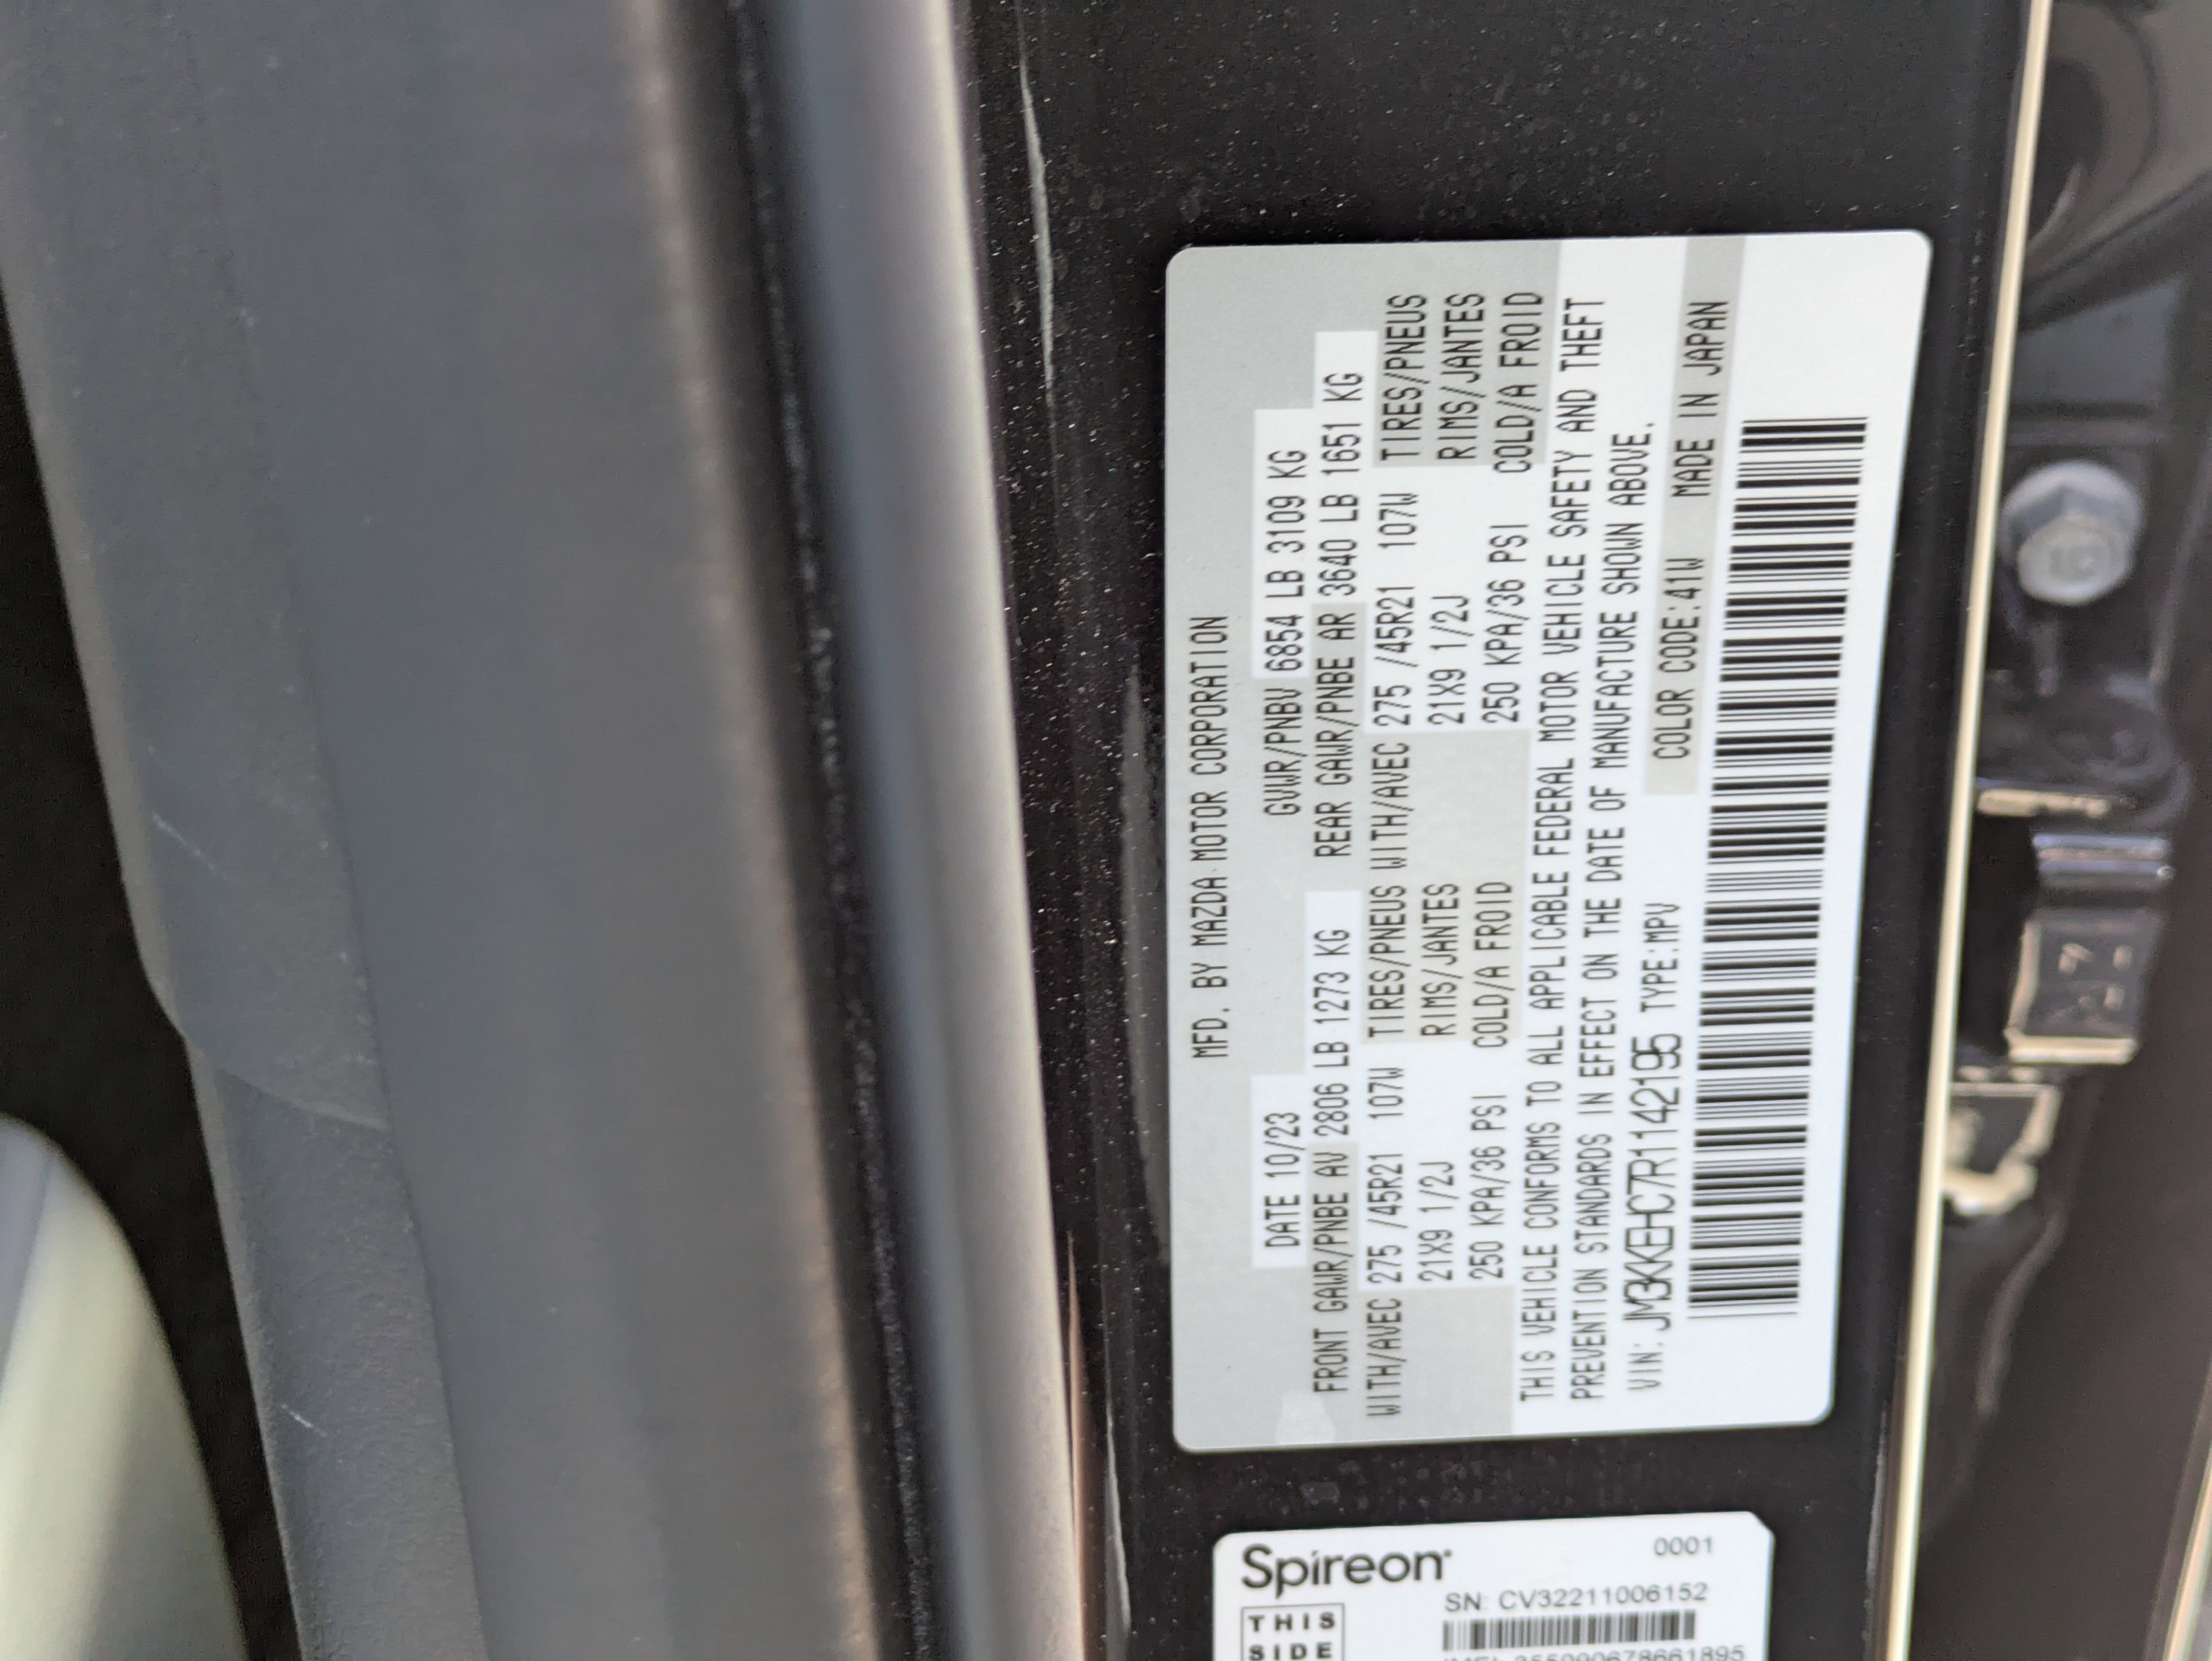 MFD. BY MAZDA MOTOR CORPORATION
DATE 10/23 GVWR/PNBV 6854 LB 3109 KG
FRONT GAWR/PNBE AV 2806 LB 1273 KG REAR GAWR/PNBE AR 3640 LB 1651 KG
WITH/AVEC 275 /45R21 107W TIRES/PNEUS WITH/AVEC 275 /45R21 107W TIRES/PNEUS
21X9 1/2J RIMS/JANTES 21X9 1/2J RIMS/JANTES
250 KPA/36 PSI COLD/A FROID 250 KPA/36 PSI COLD/A FROID
THIS VEHICLE CONFORMS TO ALL APPLICABLE FEDERAL MOTOR VEHICLE SAFETY AND THEFT
PREVENTION STANDARDS IN EFFECT ON THE DATE OF MANUFACTURE SHOWN ABOVE.
VIN: JM3KKEHC7R1142195 TYPE:MPV COLOR CODE:41W MADE IN JAPAN
Spireon 0001
SN: CV32211006152
THIS
SIDE